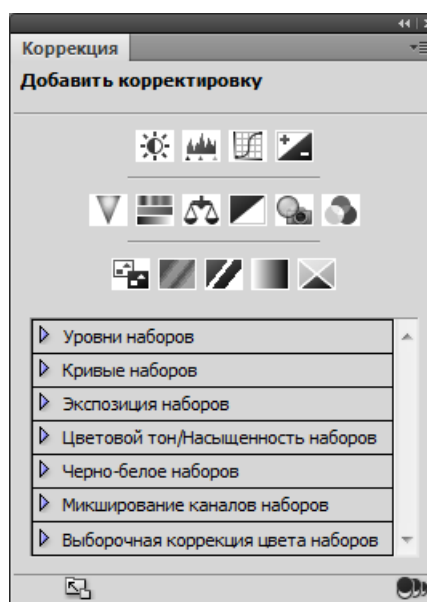 Коррекция
Добавить корректировку
Уровни наборов
Кривые наборов
Экспозиция наборов
Цветовой тон/Насыщенность наборов
Черно-белое наборов
Микширование каналов наборов
Выборочная коррекция цвета наборов